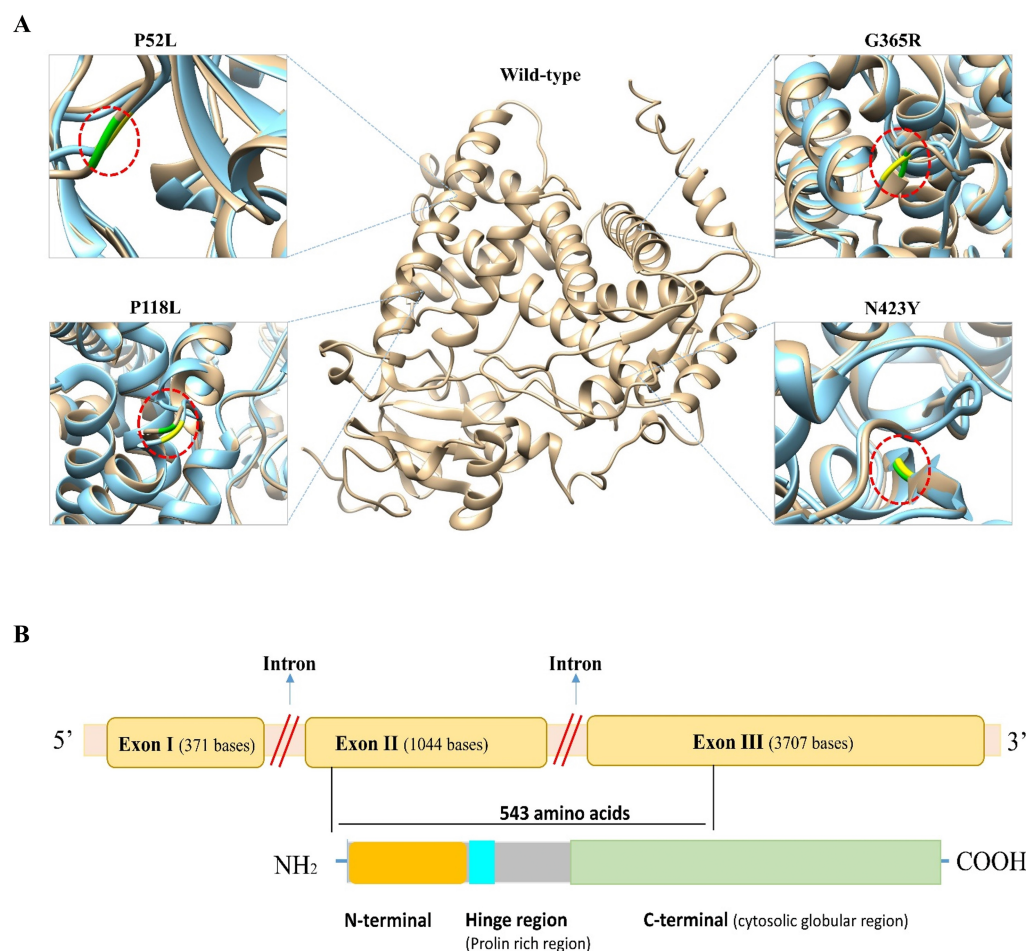 A
P52L
G365R
Wild-type
P118L
N423Y
B
Intron
Intron
5’
Exon I (371 bases)
Exon II (1044 bases)
Exon III (3707 bases)
3’
543 amino acids
NH2
COOH
N-terminal
Hinge region
C-terminal (cytosolic globular region)
(Prolin rich region)